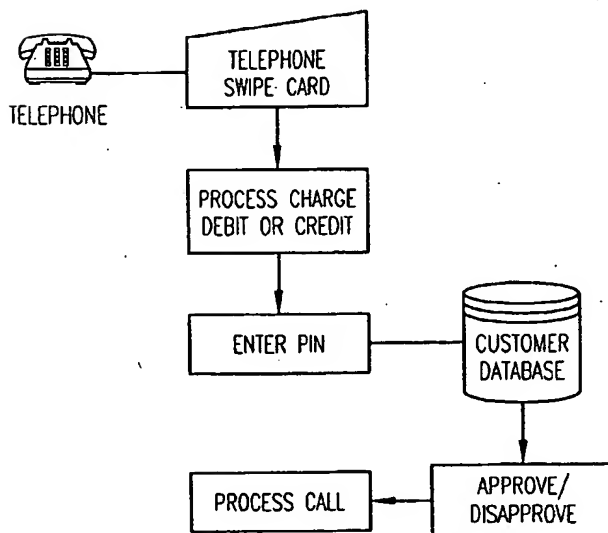 TELEPHONE
TELEPHONE
SWIPE CARD
PROCESS CHARGE
DEBIT OR CREDIT
ENTER PIN
CUSTOMER
DATABASE
APPROVE/
DISAPPROVE
PROCESS CALL